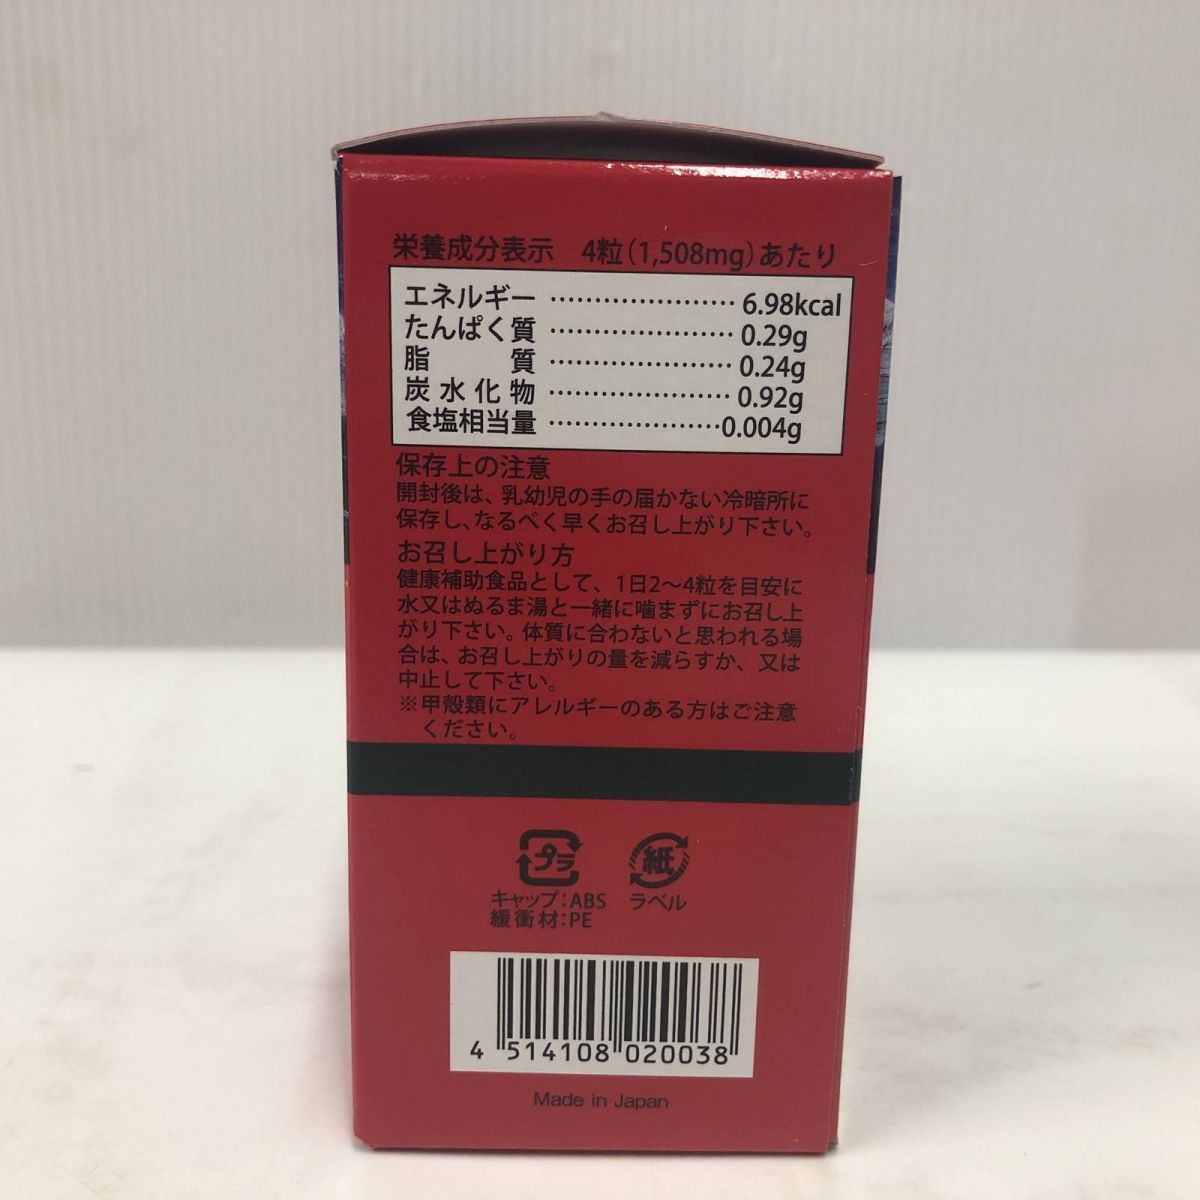 栄養成分表示 4粒(1,508mg)あたり
エネルギー …………………… 6.98kcal
たんぱく質 …………………… 0.29g
脂質 …………………… 0.24g
炭水化物 …………………… 0.92g
食塩相当量 ……………………0.004g
保存上の注意
開封後は、乳幼児の手の届かない冷暗所に
保存し、なるべく早くお召し上がり下さい。
お召し上がり方
健康補助食品として、1日2〜4粒を目安に
水又はぬるま湯と一緒に噛まずにお召し上
がり下さい。体質に合わないと思われる場
合は、お召し上がりの量を減らすか、又は
中止して下さい。
※甲殻類にアレルギーのある方はご注意
ください。
プラ 紙
キャップ:ABS ラベル
緩衝材:PE
4 514108 020038
Made in Japan